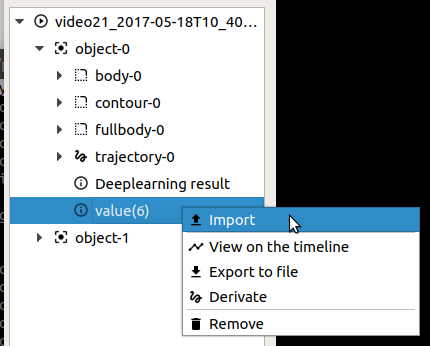 video21_2017-05-18T10_40...
object-0
body-0
contour-0
fullbody-0
trajectory-0
Deeplearning result
value(6)
Import
View on the timeline
object-1
Export to file
Derivate
Remove